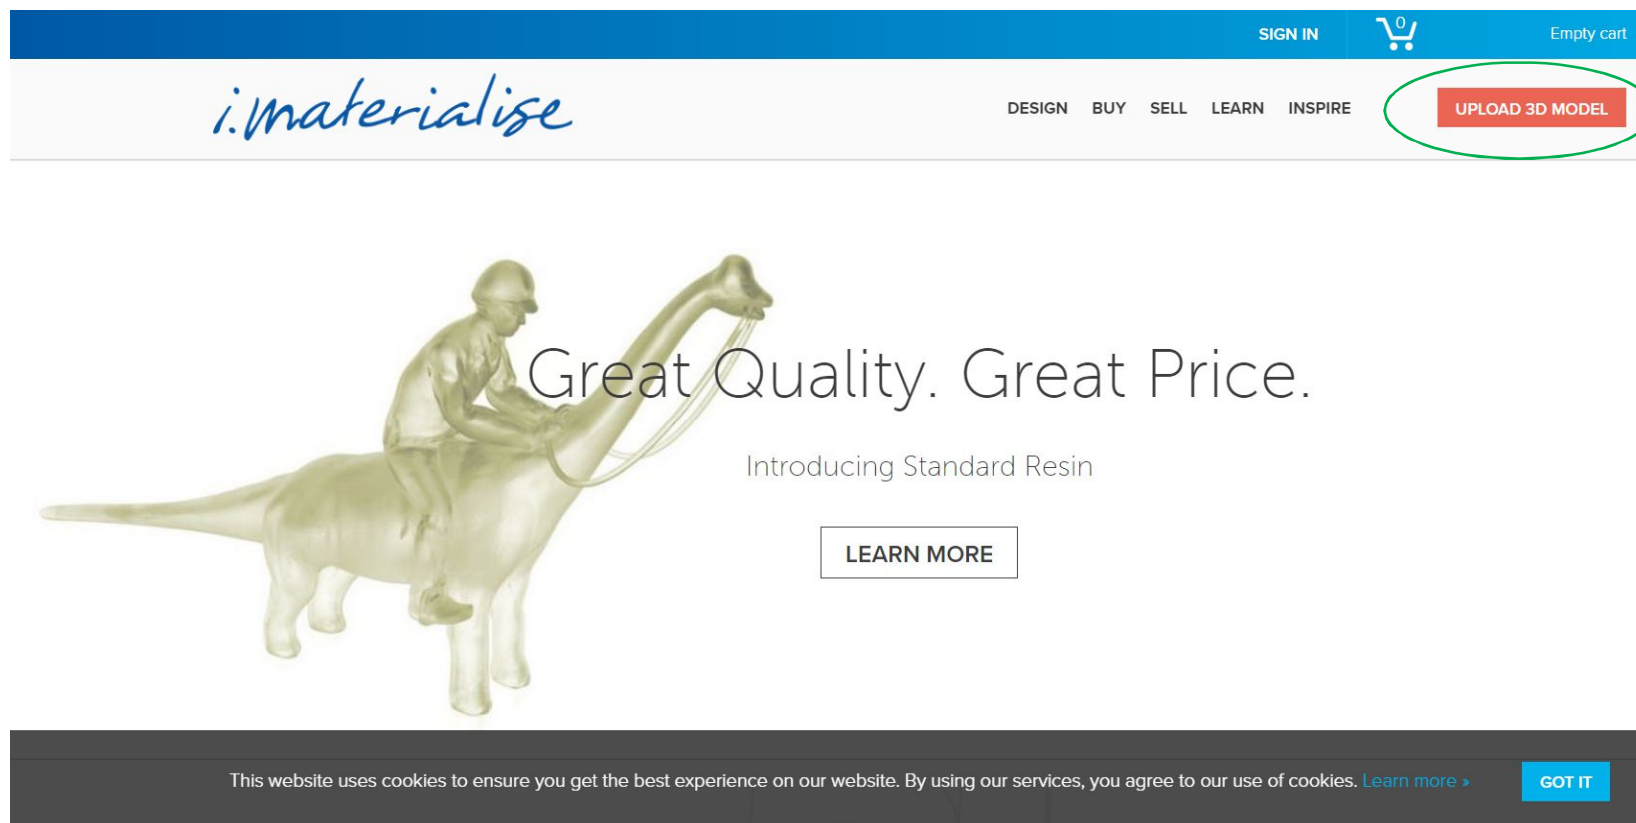 SIGN IN
0
Empty cart
i.materialise
DESIGN BUY SELL LEARN INSPIRE
UPLOAD 3D MODEL
Great Quality. Great Price.
Introducing Standard Resin
LEARN MORE
This website uses cookies to ensure you get the best experience on our website. By using our services, you agree to our use of cookies. Learn more »
GOT IT